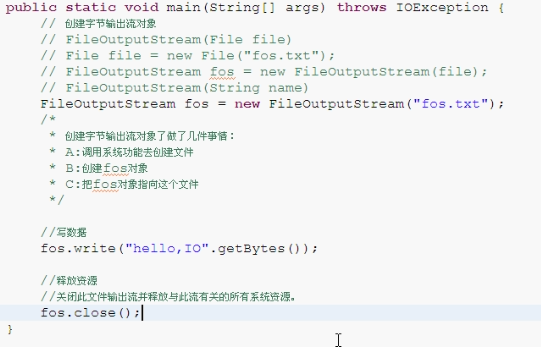 public static void main(String[] args) throws IOException {
// 创建字节输出流对象
// FileOutputStream(File file)
// File file = new File("fos.txt");
// FileOutputStream fos = new FileOutputStream(file);
// FileOutputStream(String name)
FileOutputStream fos = new FileOutputStream("fos.txt");
/*
* 创建字节输出流对象了做了几件事情：
* A:调用系统功能去创建文件
* B:创建fos对象
* C:把fos对象指向这个文件
*/
//写数据
fos.write("hello,IO".getBytes());
//释放资源
//关闭此文件输出流并释放与此流有关的所有系统资源。
fos.close();
}